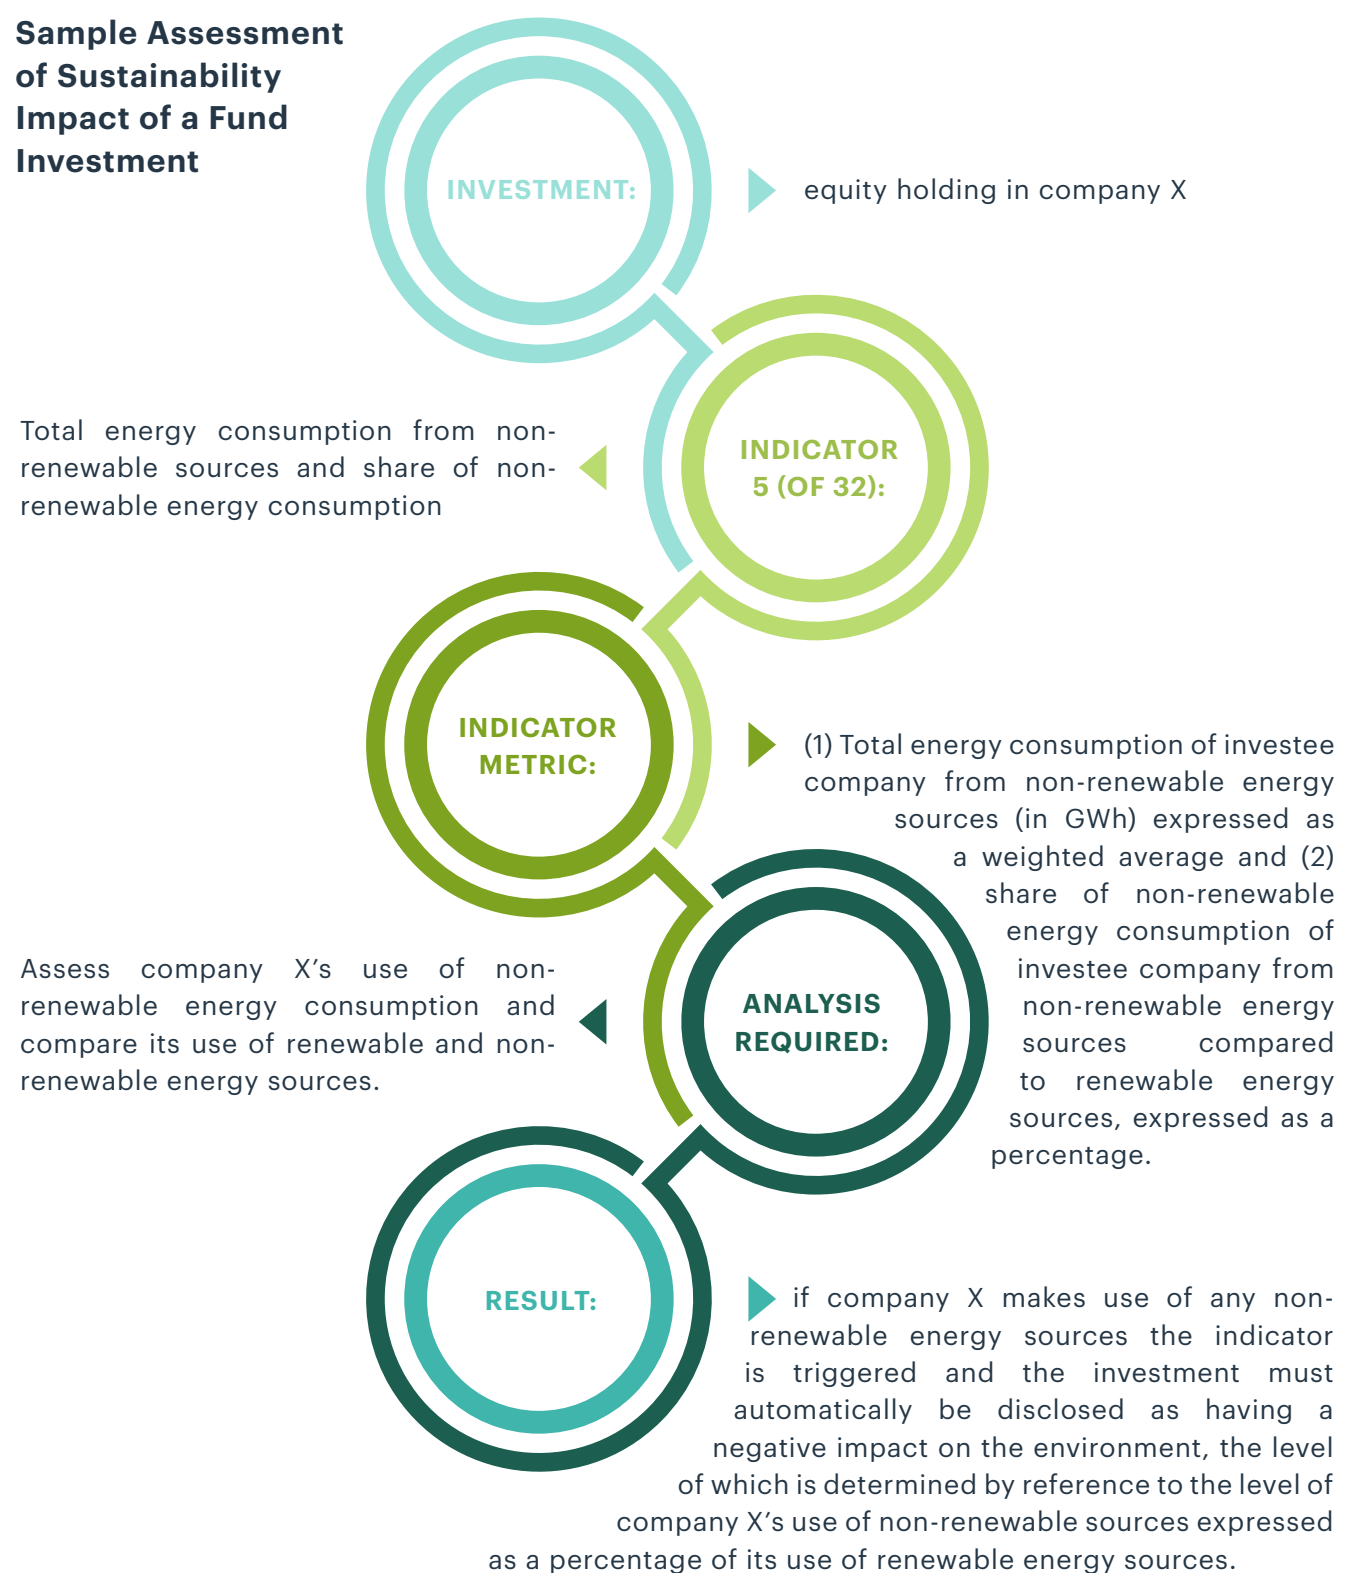 Sample Assessment
of Sustainability
Impact of a Fund
Investment
INVESTMENT:
equity holding in company X
INDICATOR
5 (OF 32):
Total energy consumption from non-
renewable sources and share of non-
renewable energy consumption
INDICATOR
METRIC:
(1) Total energy consumption of investee
company from non-renewable energy
sources (in GWh) expressed as
a weighted average and (2)
share of non-renewable
energy consumption of
investee company from
non-renewable energy
sources compared
to renewable energy
sources, expressed as a
percentage.
ANALYSIS
REQUIRED:
Assess company X's use of non-
renewable energy consumption and
compare its use of renewable and non-
renewable energy sources.
RESULT:
if company X makes use of any non-
renewable energy sources the indicator
is triggered and the investment must
automatically be disclosed as having a
negative impact on the environment, the level
of which is determined by reference to the level of
company X's use of non-renewable sources expressed
as a percentage of its use of renewable energy sources.